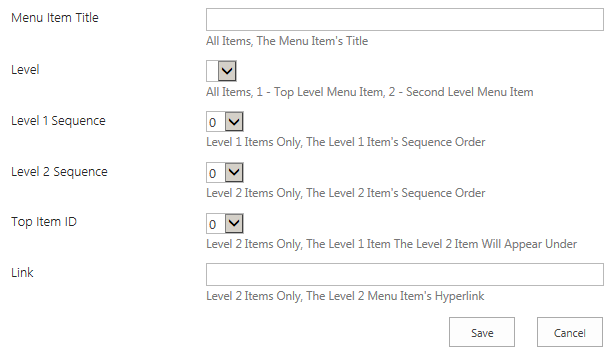 Menu Item Title
All Items, The Menu Item's Title
Level
All Items, 1 - Top Level Menu Item, 2 - Second Level Menu Item
Level 1 Sequence
0
Level 1 Items Only, The Level 1 Item's Sequence Order
Level 2 Sequence
0
Level 2 Items Only, The Level 2 Item's Sequence Order
Top Item ID
0
Level 2 Items Only, The Level 1 Item The Level 2 Item Will Appear Under
Link
Level 2 Items Only, The Level 2 Menu Item's Hyperlink
Save Cancel